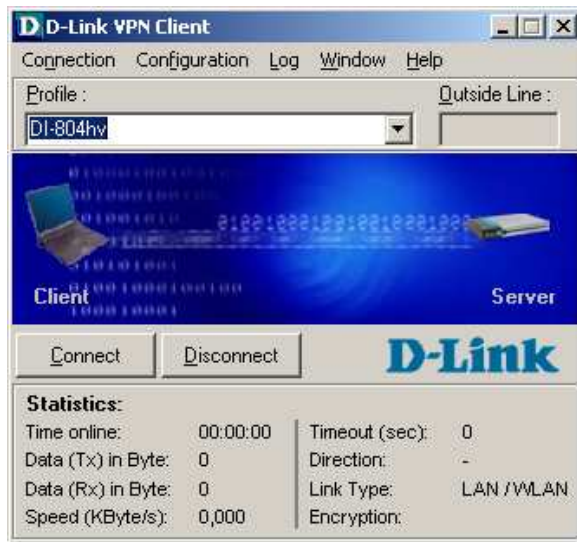 D-Link VPN Client
Connection Configuration Log Window Help
Profile : Outside Line :
DI-804hv
Client Server
Connect Disconnect D-Link
Statistics:
Time online: 00:00:00 Timeout (sec): 0
Data (Tx) in Byte: 0 Direction: -
Data (Rx) in Byte: 0 Link Type: LAN / WLAN
Speed (KByte/s): 0,000 Encryption: